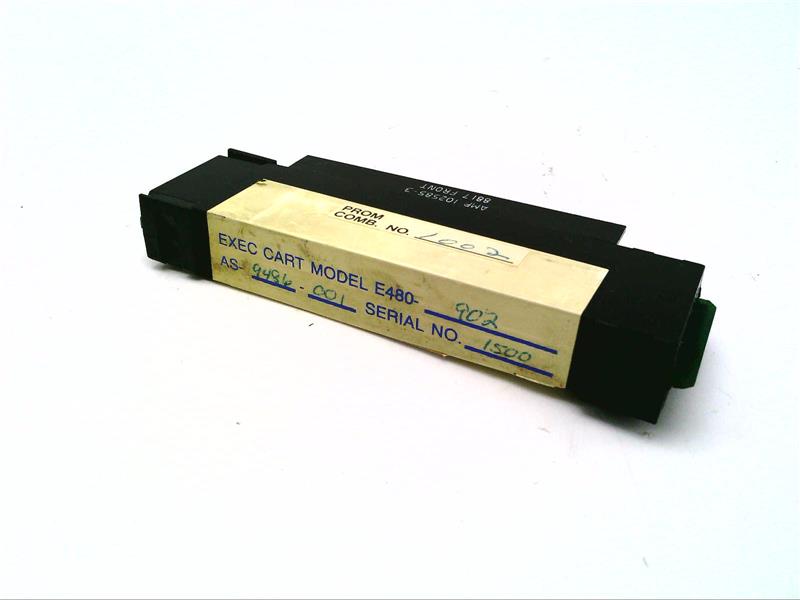 AMP 102585-3
8817 FRONT
PROM
COMB. NO. 1002
EXEC CART MODEL E480- 902
AS- 9486 - 001 SERIAL NO. 1500